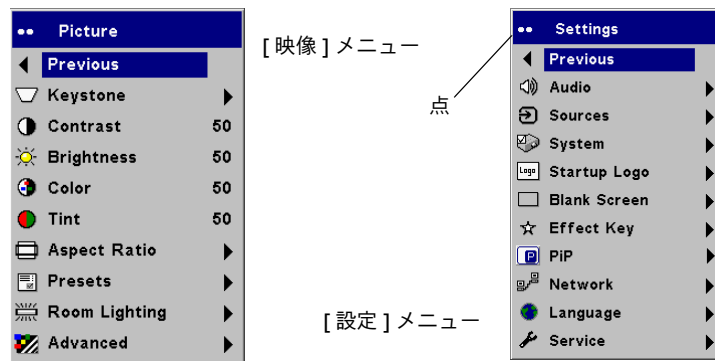 Picture
Previous
Keystone
Contrast 50
Brightness 50
Color 50
Tint 50
Aspect Ratio
Presets
Room Lighting
Advanced
[ 映像 ] メニュー
点
[ 設定 ] メニュー
Settings
Previous
Audio
Sources
System
Logo Startup Logo
Blank Screen
Effect Key
P PiP
Network
Language
Service